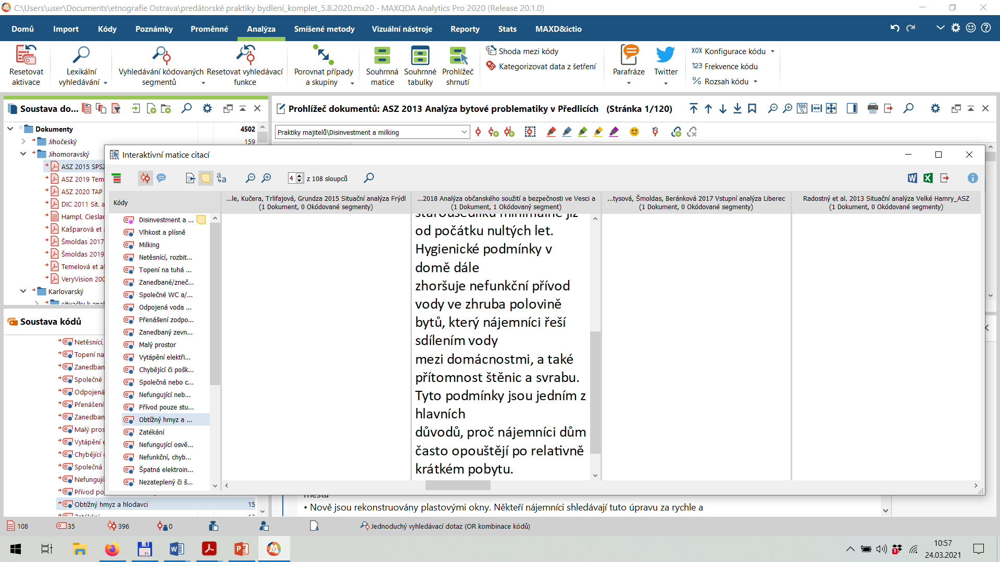 C:\Users\user\Documents\etnografie Ostrava\predátorské praktiky bydlení_komplet_5.8.2020.mx20 - MAXQDA Analytics Pro 2020 (Release 20.1.0)
Domů Import Kódy Poznámky Proměnné Analýza Smíšené metody Vizuální nástroje Reporty Stats MAXD&ictio
Resetovat aktivace
Lexikální vyhledávání
Vyhledávání kódovaných segmentů
Resetovat vyhledávací funkce
Porovnat případy a skupiny
Souhrnná matice
Souhrnné tabulky
Prohlížeč shrnutí
Shoda mezi kódy
Kategorizovat data z šetření
Parafráze
Twitter
Konfigurace kódu
123 Frekvence kódu
% Rozsah kódu
Soustava do...
Dokumenty 4502
Jihočeský 159
Jihomoravský
ASZ 2015 SPSZ
ASZ 2019 Tem
ASZ 2020 TAP
DIC 2011 Sit. a
Hampl, Cieslar
Kašparová et a
Šmoldas 2017
Šmoldas 2019
Temelová et al
VeryVision 200
Karlovarský
Prohlížeč dokumentů: ASZ 2013 Analýza bytové problematiky v Předlicích (Stránka 1/120)
100%
Praktiky majitelů\Disinvestment a milking
Interaktivní matice citací
4 z 108 sloupců
Kódy
...le, Kučera, Trlifajová, Grundza 2015 Situační analýza Frýdl
(1 Dokument, 0 Okódované segmenty)
...2018 Analýza občanského soužití a bezpečnosti ve Vesci a
(1 Dokument, 1 Okódovaný segment)
...tysová, Šmoldas, Beránková 2017 Vstupní analýza Liberec
(1 Dokument, 0 Okódované segmenty)
Radostný et al. 2013 Situační analýza Velké Hamry_ASZ
(1 Dokument, 0 Okódované segmenty)
Disinvestment a ...
Vlhkost a plísně
Milking
Netěsnící, rozbit...
Topení na tuhá ...
Zanedbané/zneč...
Společné WC a/...
Odpojená voda ...
Přenášení zodpo...
Zanedbaný zevn...
Malý prostor
Vytápění elektři...
Chybějící či pošk...
Společná nebo c...
Nefungující neb...
Přívod pouze stu...
Obtížný hmyz a ...
Zatékání
Nefungující osvě...
Nefunkční, chyb...
Špatná elektroin...
Nezateplený či š...
starousedlíků minimálně již
od počátku nultých let.
Hygienické podmínky v
domě dále
zhoršuje nefunkční přívod
vody ve zhruba polovině
bytů, který nájemníci řeší
sdílením vody
mezi domácnostmi, a také
přítomnost štěnic a svrabu.
Tyto podmínky jsou jedním z
hlavních
důvodů, proč nájemníci dům
často opouštějí po relativně
krátkém pobytu.
Soustava kódů
Netěsnící,
Topení na
Zanedban
Společné
Odpojená
Přenášení
Zanedban
Malý pros
Vytápění e
Chybějící
Společná
Nefungujíc
Přívod po
Obtížný hmyz a hlodavci 15
města
• Nově jsou rekonstruovány plastovými okny. Někteří nájemníci shledávají tuto úpravu za rychle a
108 35 396 0
Jednoduchý vyhledávací dotaz (OR kombinace kódů)
10:57
24.03.2021